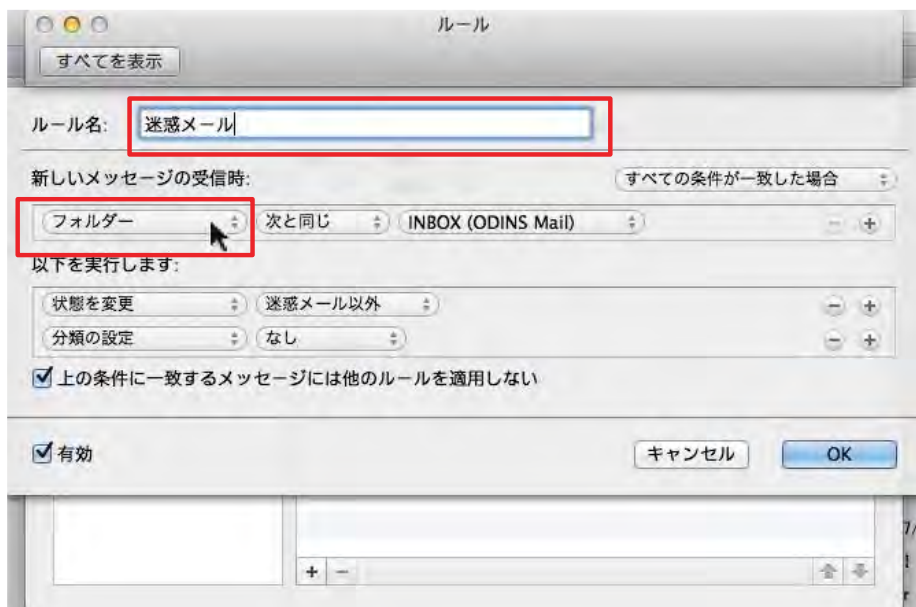 ルール
すべてを表示
ルール名: 迷惑メール
新しいメッセージの受信時: すべての条件が一致した場合
フォルダー 次と同じ INBOX (ODINS Mail)
以下を実行します:
状態を変更 迷惑メール以外
分類の設定 なし
上の条件に一致するメッセージには他のルールを適用しない
有効 キャンセル OK